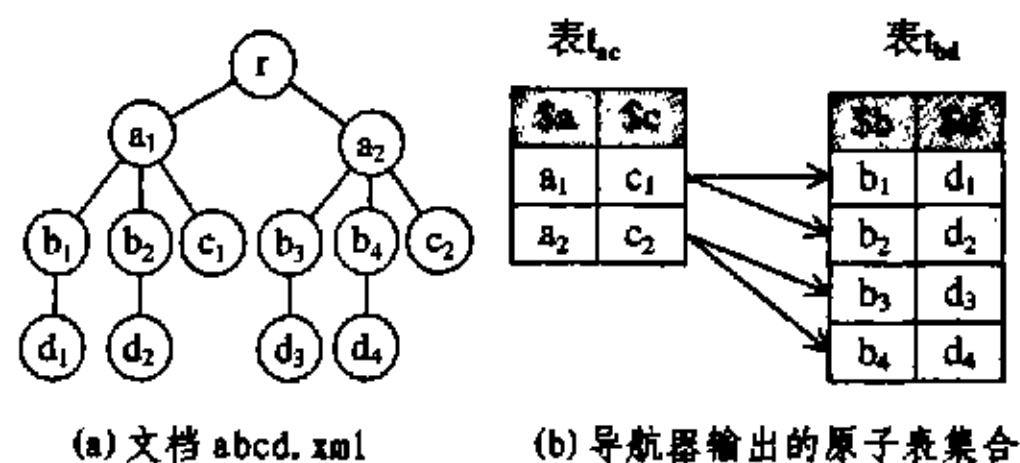 r
a₁
a₂
b₁ b₂ c₁ b₃ b₄ c₂
d₁ d₂ d₃ d₄
(a) 文档 abcd.xml
表t_ac
$a $c
a₁ c₁
a₂ c₂
表t_bd
$b $d
b₁ d₁
b₂ d₂
b₃ d₃
b₄ d₄
(b) 导航器输出的原子表集合